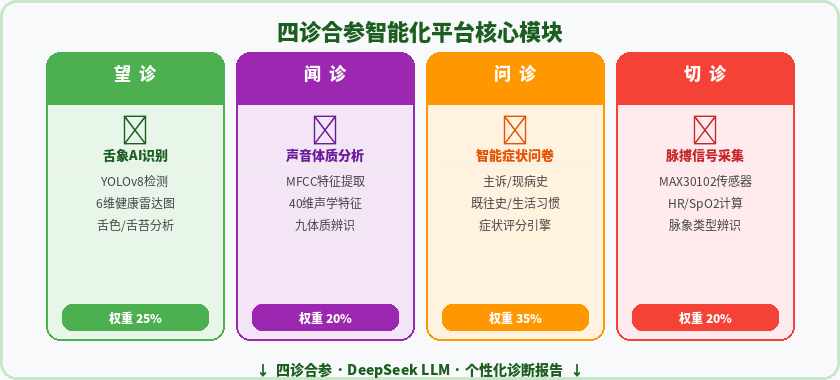 四诊合参智能化平台核心模块
望 诊
舌象AI识别
YOLOv8检测
6维健康雷达图
舌色/舌苔分析
权重 25%
闻 诊
声音体质分析
MFCC特征提取
40维声学特征
九体质辨识
权重 20%
问 诊
智能症状问卷
主诉/现病史
既往史/生活习惯
症状评分引擎
权重 35%
切 诊
脉搏信号采集
MAX30102传感器
HR/SpO2计算
脉象类型辨识
权重 20%
↓ 四诊合参 · DeepSeek LLM · 个性化诊断报告 ↓